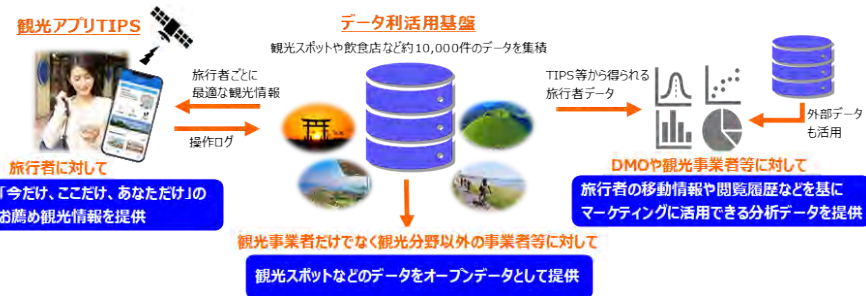 観光アプリTIPS
データ利活用基盤
観光スポットや飲食店など約10,000件のデータを集積
旅行者ごとに
最適な観光情報
操作ログ
TIPS等から得られる
旅行者データ
外部データ
も活用
旅行者に対して
「今だけ、ここだけ、あなただけ」の
お薦め観光情報を提供
DMOや観光事業者等に対して
旅行者の移動情報や閲覧履歴などを基に
マーケティングに活用できる分析データを提供
観光事業者だけでなく観光分野以外の事業者等に対して
観光スポットなどのデータをオープンデータとして提供